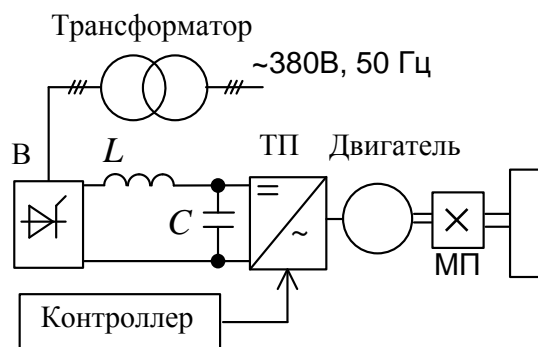 Трансформатор
~380В, 50 Гц
В
L
ТП
Двигатель
C
=
~
МП
Контроллер